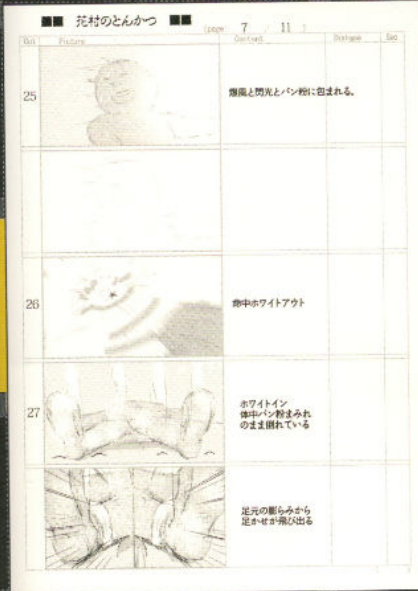 ■■ 花村のとんかつ ■■
(page 7 / 11 )
Cut Picture Content Dialogue Sec
25 爆風と閃光とパン粉に包まれる。
26 命中ホワイトアウト
27 ホワイトイン
体中パン粉まみれ
のまま倒れている
足元の膨らみから
足かせが飛び出る